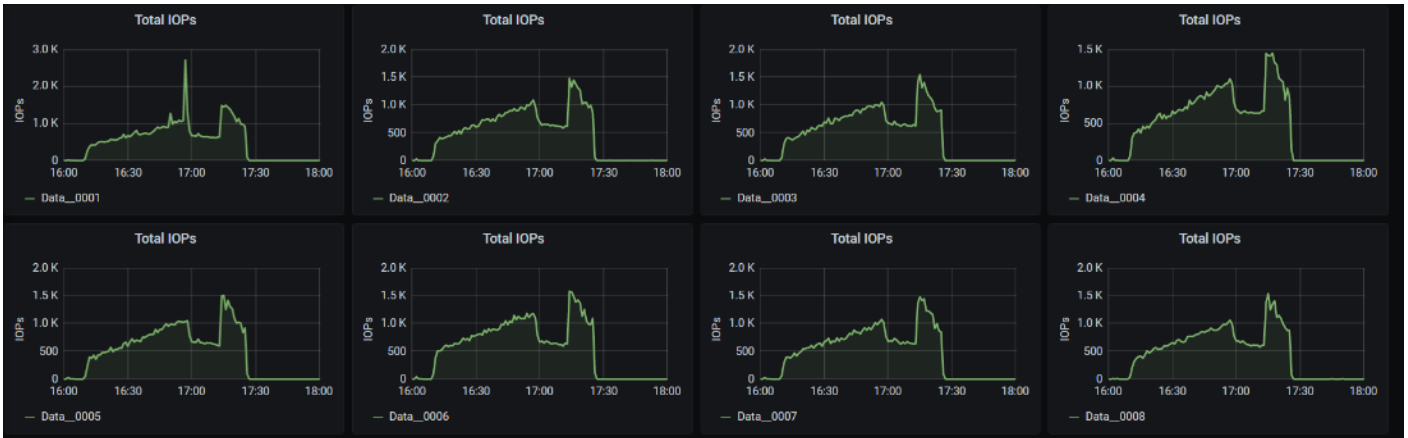 Total IOPs
3.0 K
2.0 K
1.0 K
0
IOPs
16:00 16:30 17:00 17:30 18:00
Data__0001
Total IOPs
2.0 K
1.5 K
1.0 K
500
0
IOPs
16:00 16:30 17:00 17:30 18:00
Data__0002
Total IOPs
2.0 K
1.5 K
1.0 K
500
0
IOPs
16:00 16:30 17:00 17:30 18:00
Data__0003
Total IOPs
1.5 K
1.0 K
500
0
IOPs
16:00 16:30 17:00 17:30 18:00
Data__0004
Total IOPs
2.0 K
1.5 K
1.0 K
500
0
IOPs
16:00 16:30 17:00 17:30 18:00
Data__0005
Total IOPs
2.0 K
1.5 K
1.0 K
500
0
IOPs
16:00 16:30 17:00 17:30 18:00
Data__0006
Total IOPs
2.0 K
1.5 K
1.0 K
500
0
IOPs
16:00 16:30 17:00 17:30 18:00
Data__0007
Total IOPs
2.0 K
1.5 K
1.0 K
500
0
IOPs
16:00 16:30 17:00 17:30 18:00
Data__0008